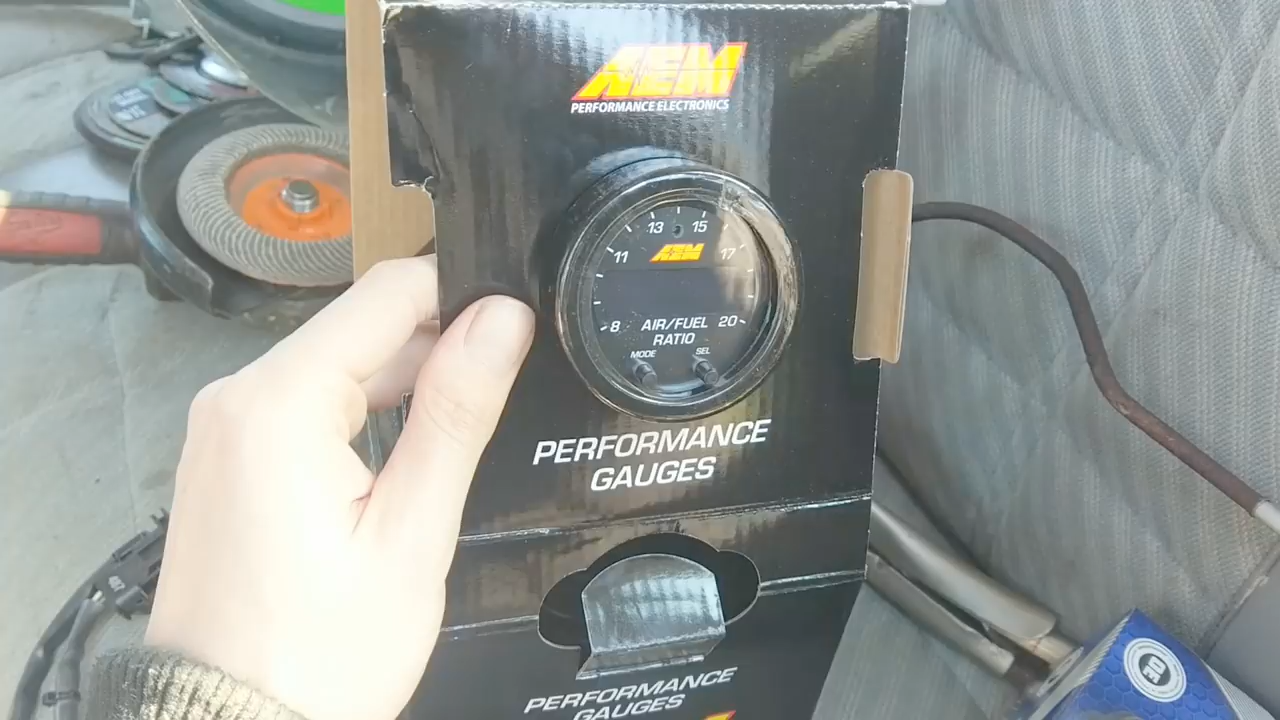 AEM
PERFORMANCE ELECTRONICS
13 15
11 17
AEM
8 AIR/FUEL 20
RATIO
MODE SEL
PERFORMANCE
GAUGES
PERFORMANCE
GAUGES
30